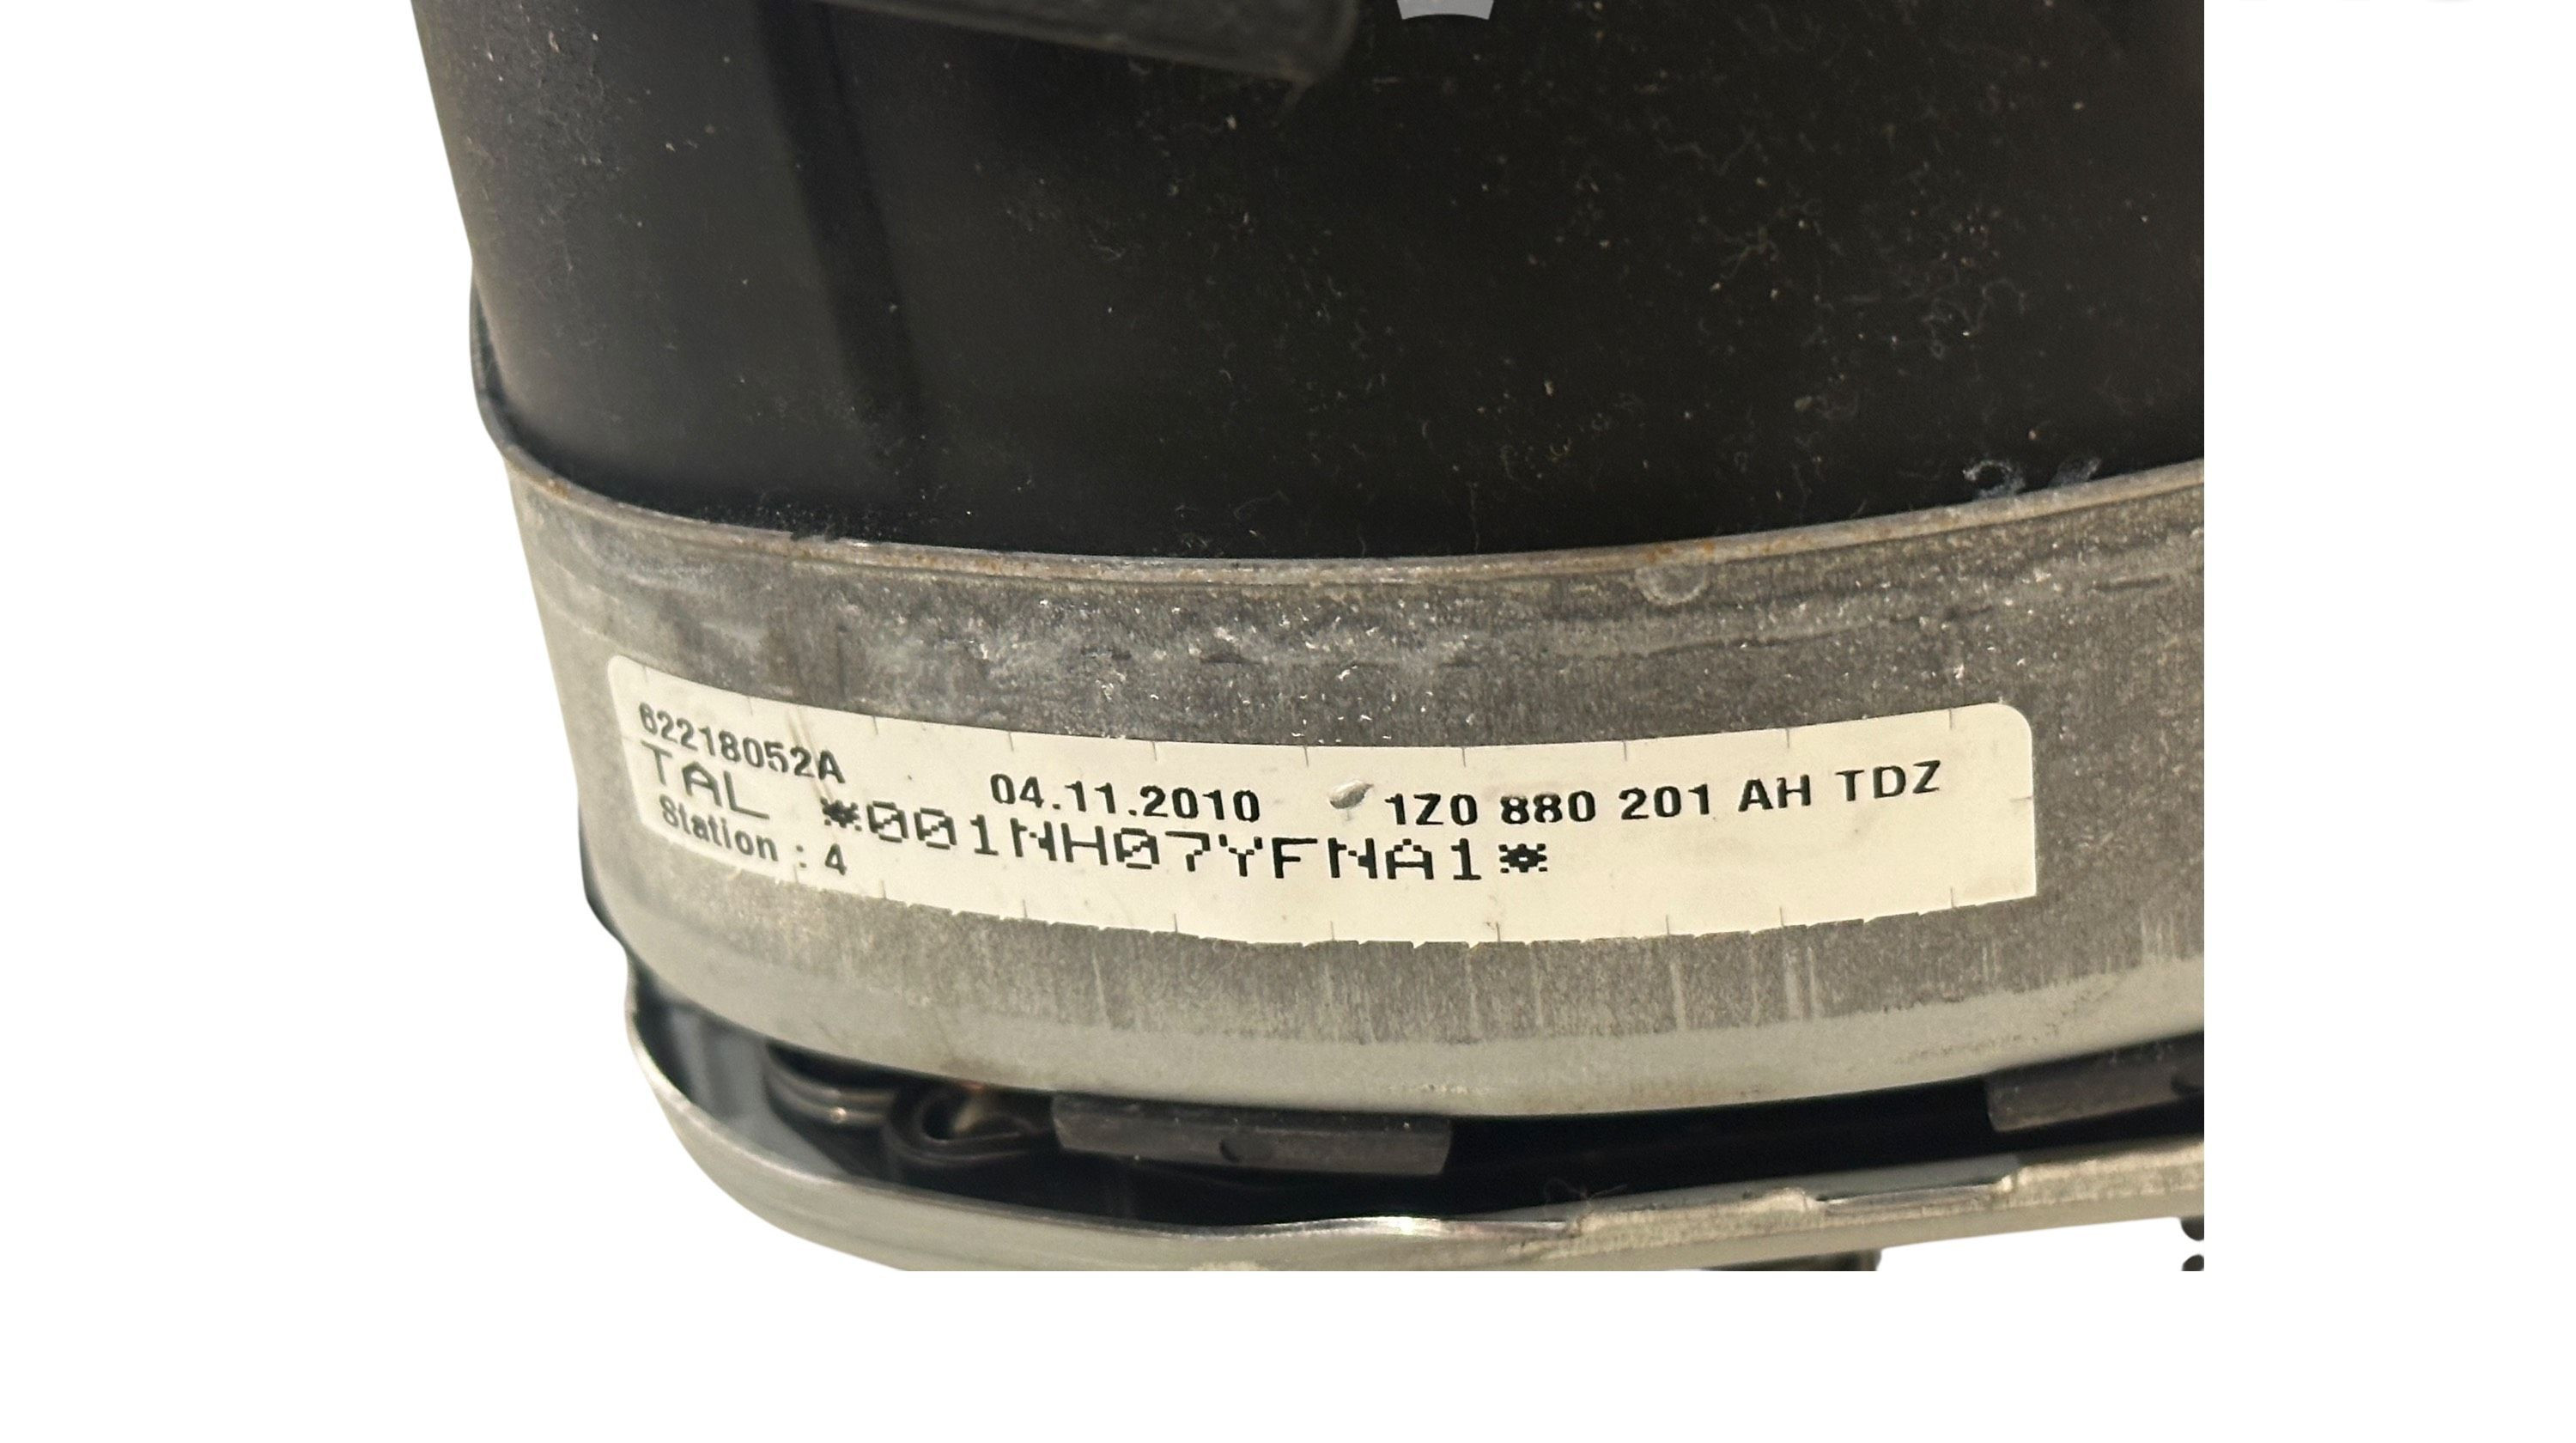 62218052A
04.11.2010 1Z0 880 201 AH TDZ
TAL *001NH07YFNA1*
Station : 4